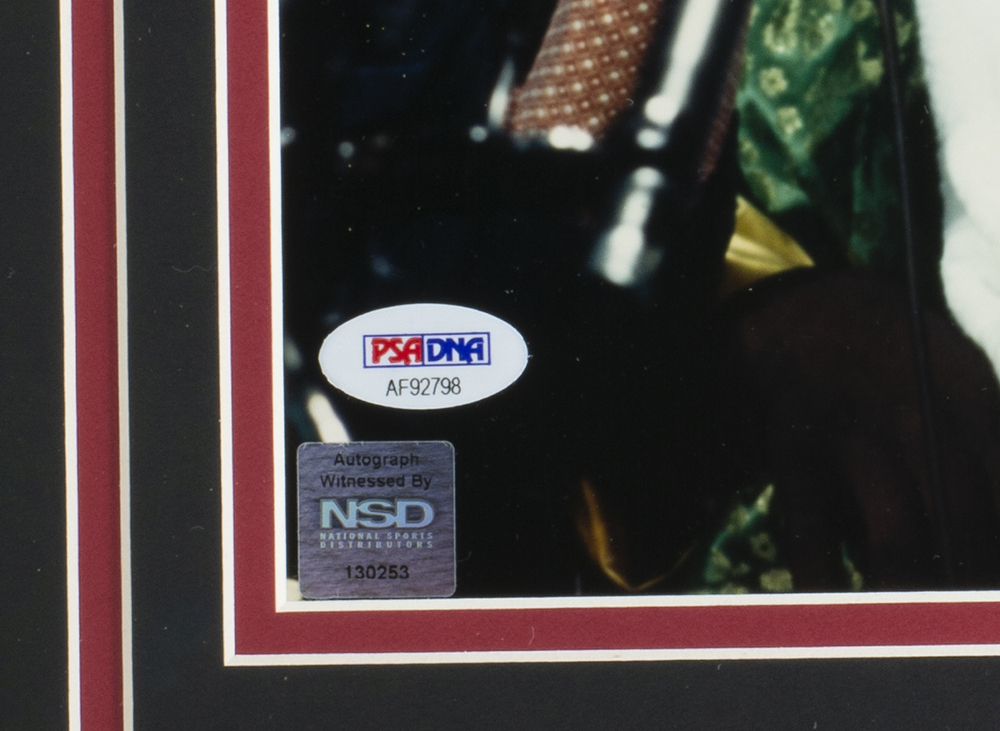 PSA DNA
AF92798
Autograph
Witnessed By
NSD
NATIONAL SPORTS
DISTRIBUTORS
130253